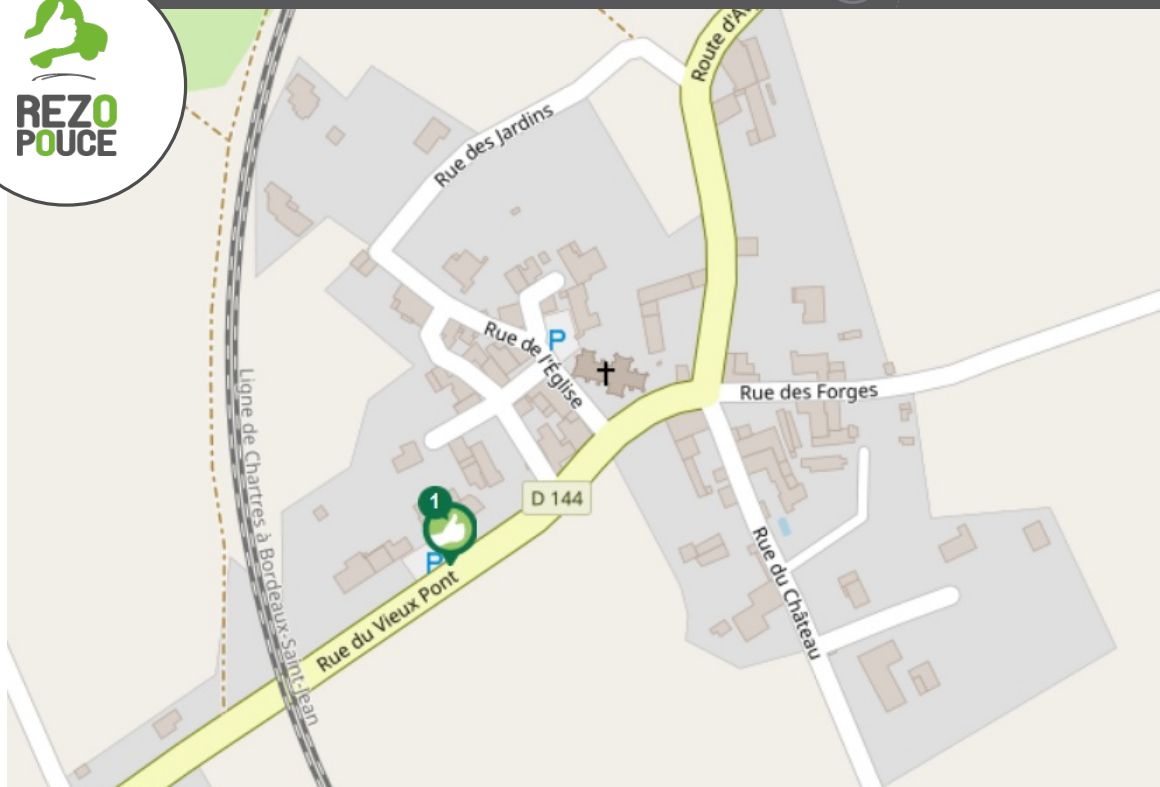 REZO
POUCE
Route d'A
Rue des Jardins
Rue de l'Église
P
Rue des Forges
Ligne de Chartres à Bordeaux-Saint-Jean
D 144
1
P
Rue du Vieux Pont
Rue du Château